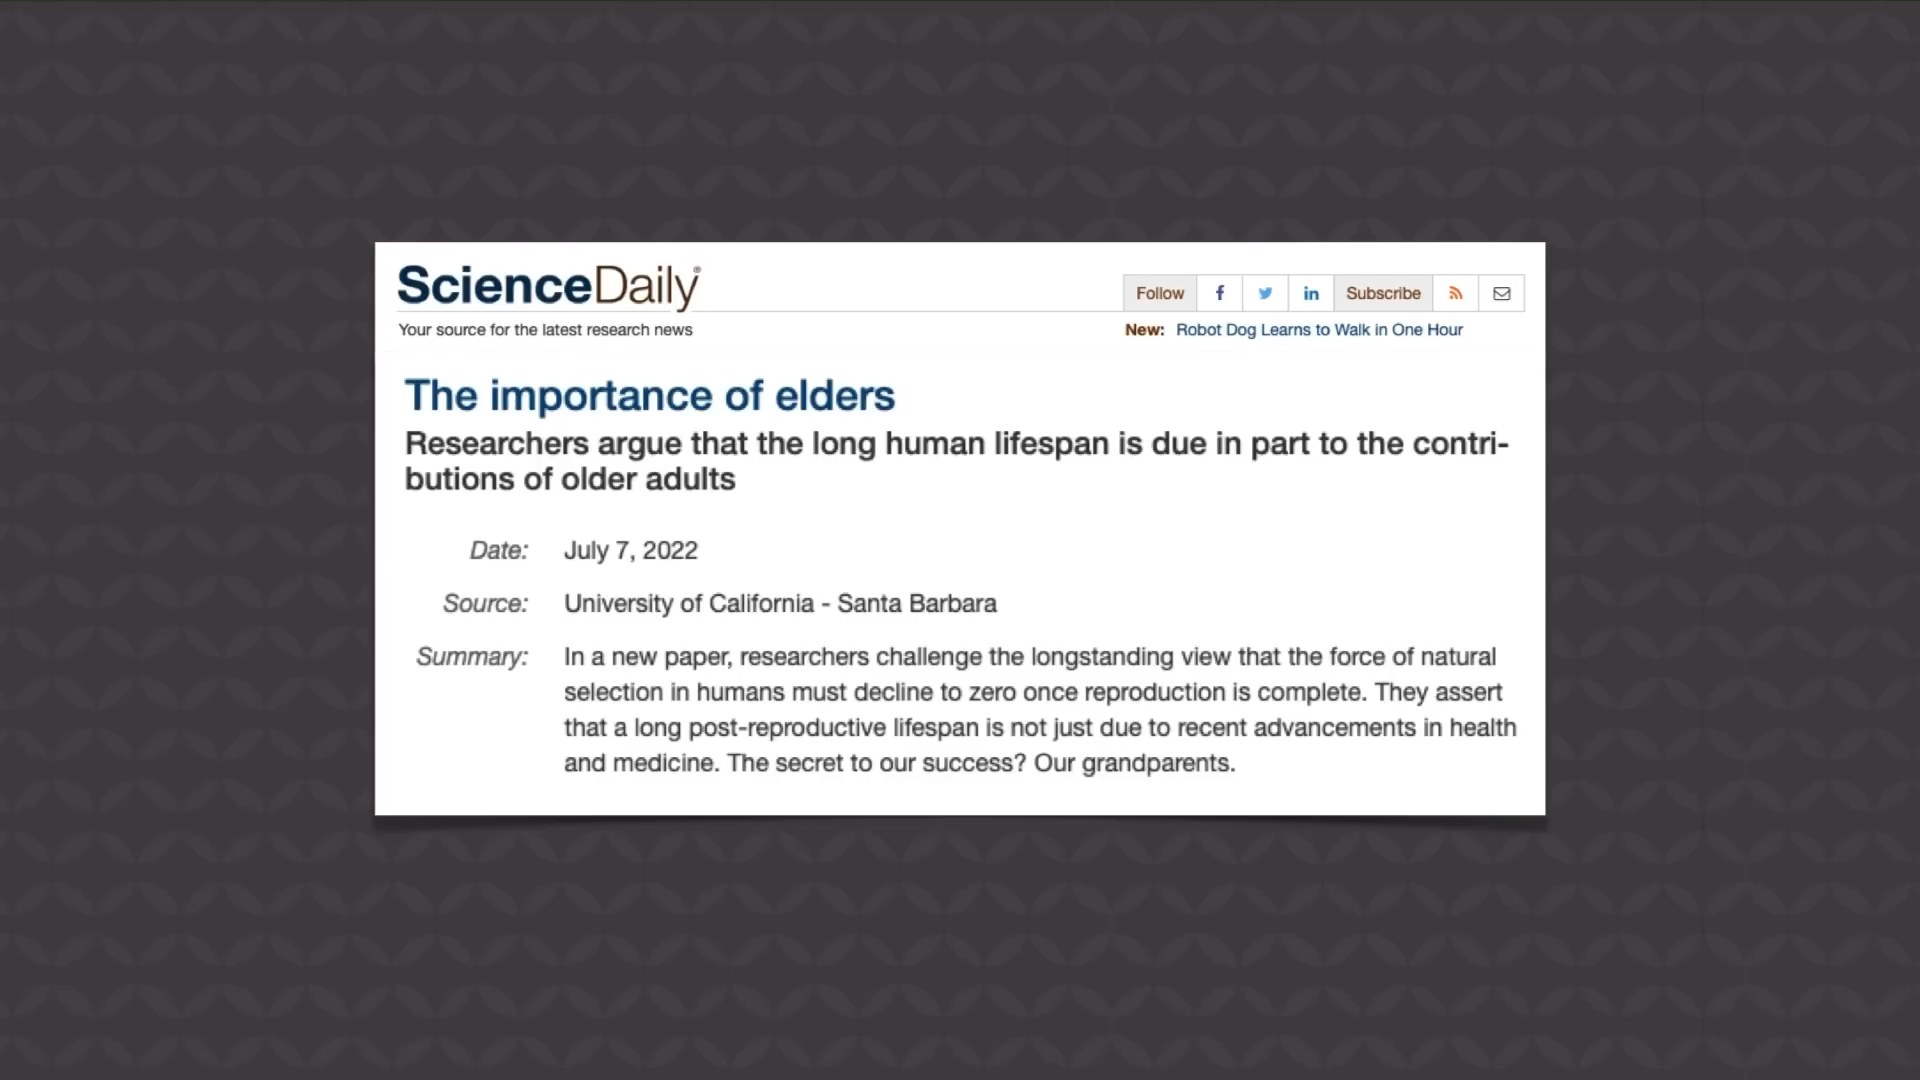 ScienceDaily®
Your source for the latest research news
Follow Subscribe
New: Robot Dog Learns to Walk in One Hour
The importance of elders
Researchers argue that the long human lifespan is due in part to the contri-
butions of older adults
Date: July 7, 2022
Source: University of California - Santa Barbara
Summary: In a new paper, researchers challenge the longstanding view that the force of natural
selection in humans must decline to zero once reproduction is complete. They assert
that a long post-reproductive lifespan is not just due to recent advancements in health
and medicine. The secret to our success? Our grandparents.